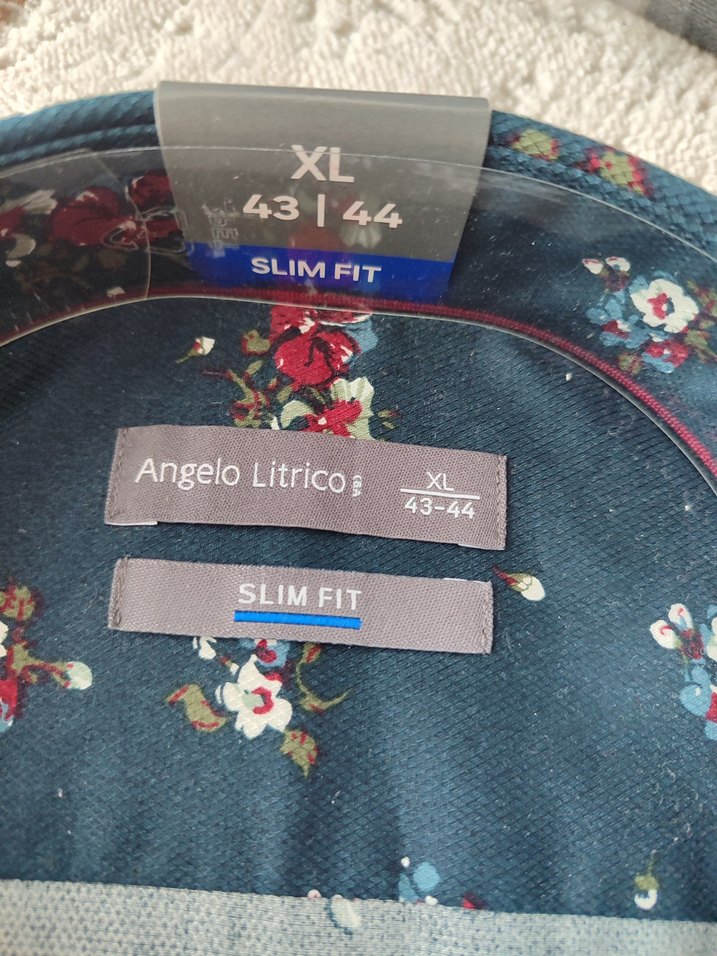 XL
43 | 44
SLIM FIT
Angelo Litrico C&A
XL
43-44
SLIM FIT